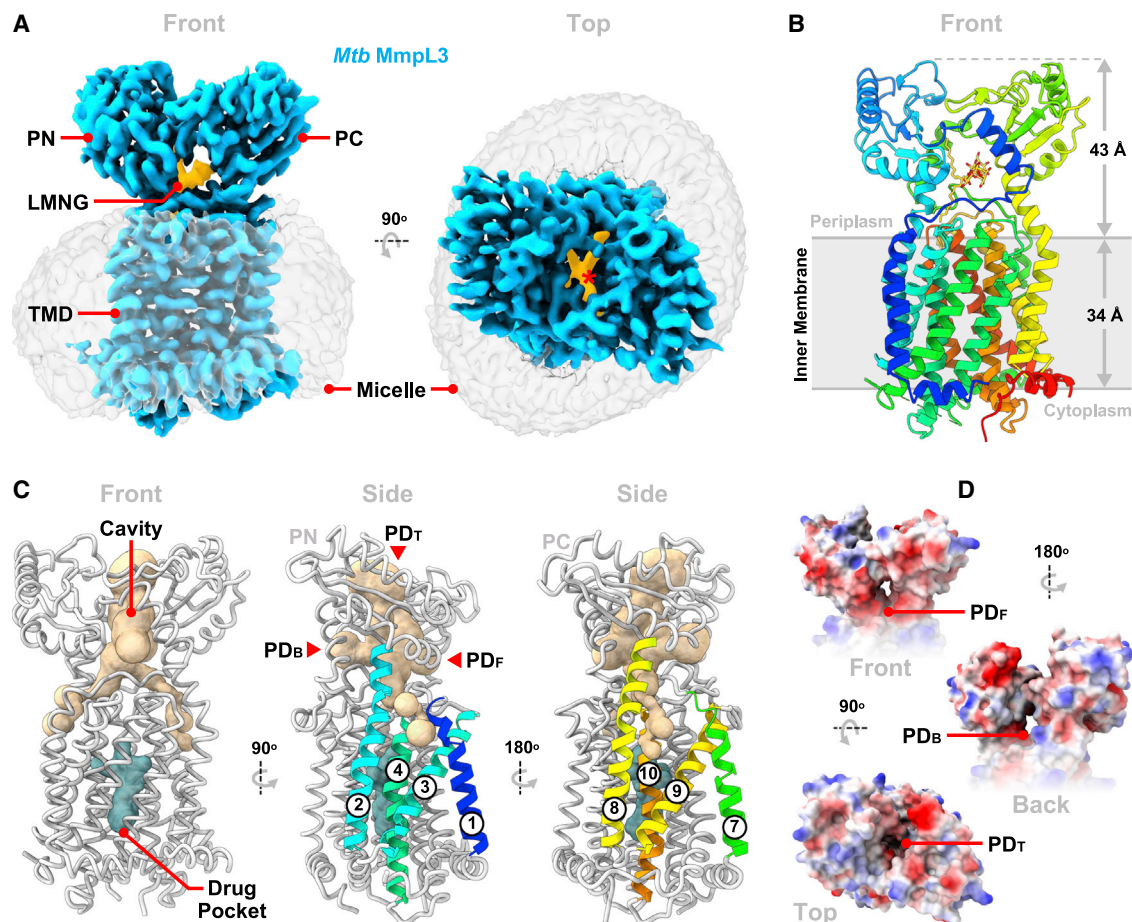 A
Front
Top
Mtb MmpL3
PN
PC
LMNG
90°
TMD
Micelle
B
Front
43 Å
Periplasm
Inner Membrane
34 Å
Cytoplasm
C
Front
Side
Side
Cavity
PN
PDT
PC
PDB
PDF
90°
180°
4
3
2
1
10
9
8
7
Drug
Pocket
D
180°
PDF
Front
90°
PDB
Back
PDT
Top